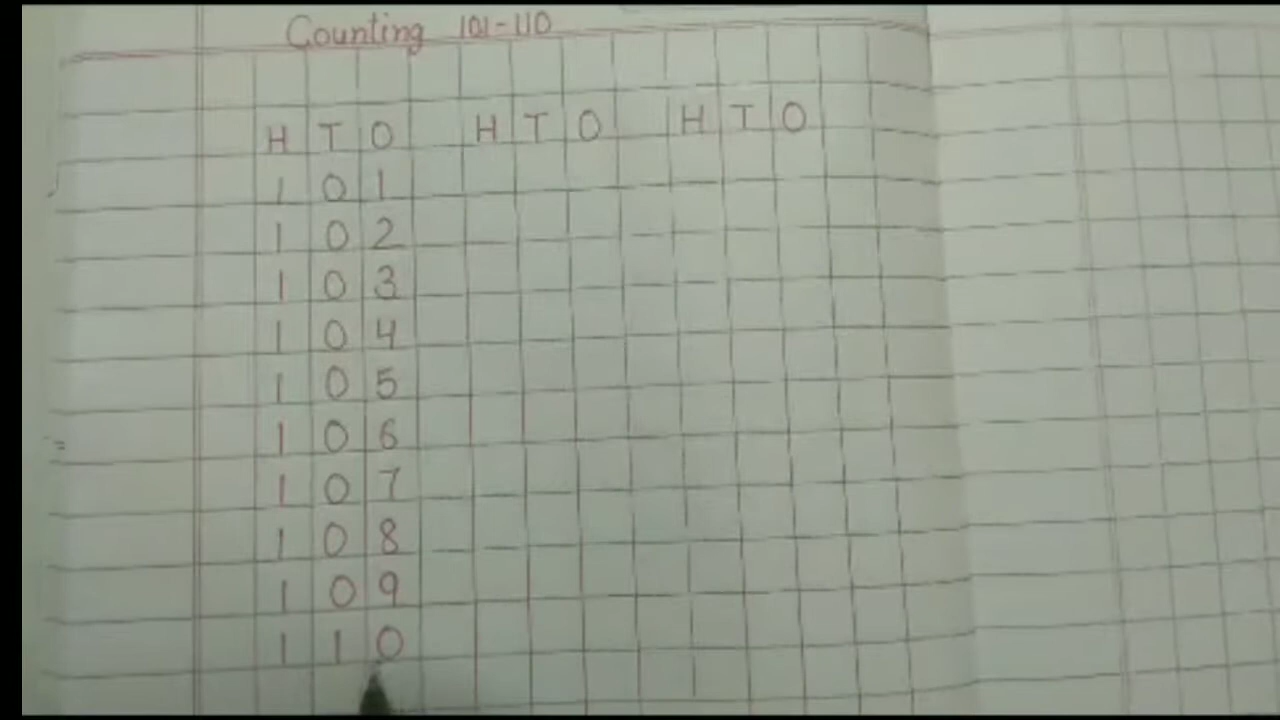 Counting 101-110
H T O H T O H T O
1 0 1
1 0 2
1 0 3
1 0 4
1 0 5
1 0 6
1 0 7
1 0 8
1 0 9
1 1 0